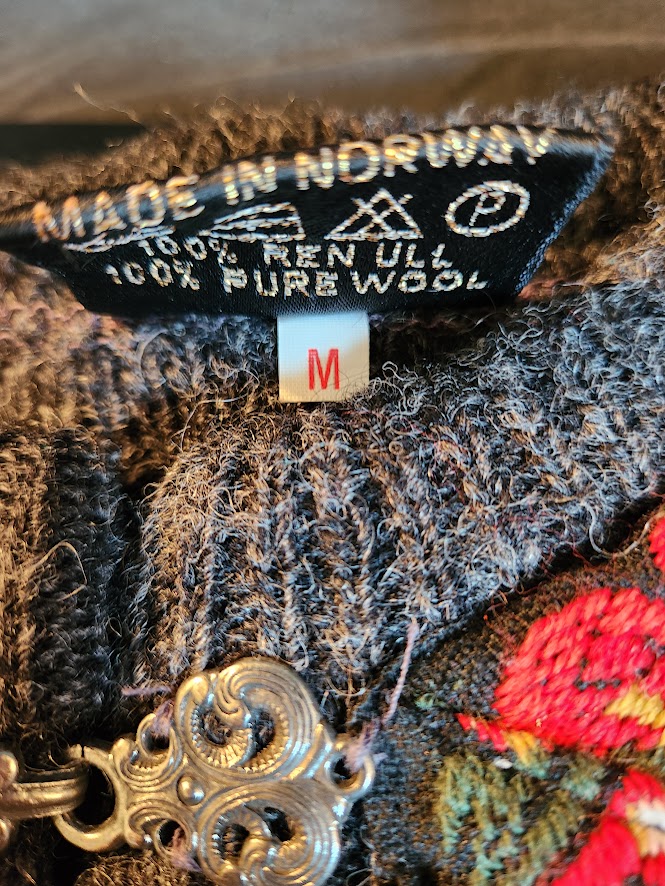 MADE IN NORWAY
P
100% REN ULL
100% PURE WOOL
M